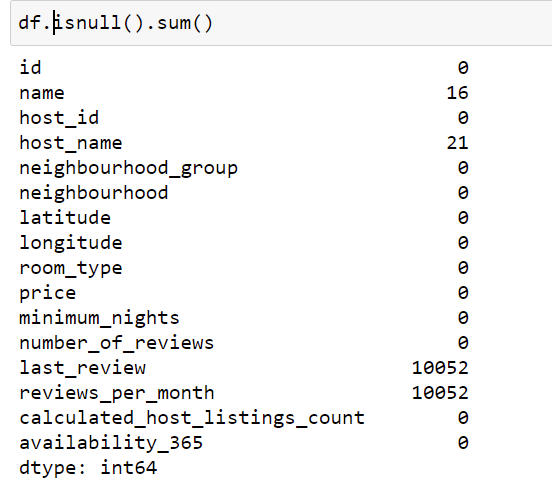 df.isnull().sum()
id 0
name 16
host_id 0
host_name 21
neighbourhood_group 0
neighbourhood 0
latitude 0
longitude 0
room_type 0
price 0
minimum_nights 0
number_of_reviews 0
last_review 10052
reviews_per_month 10052
calculated_host_listings_count 0
availability_365 0
dtype: int64